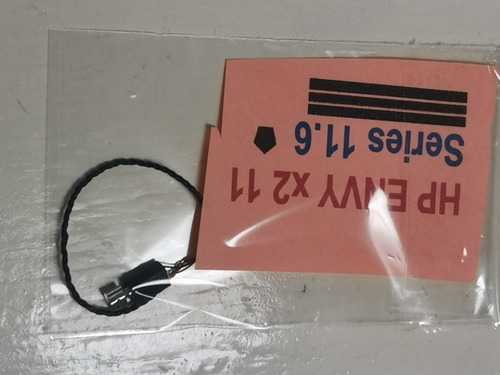 HP ENVY x2 11
Series 11.6